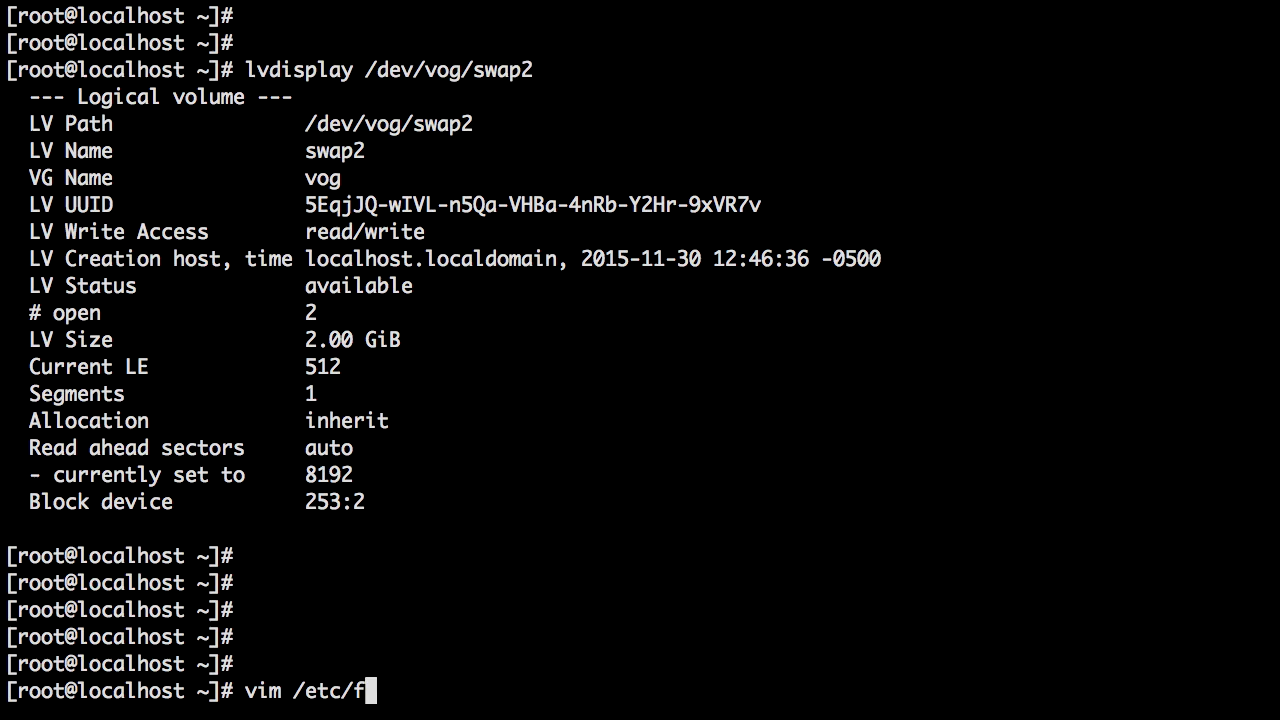 [root@localhost ~]#
[root@localhost ~]#
[root@localhost ~]# lvdisplay /dev/vog/swap2
  --- Logical volume ---
  LV Path                /dev/vog/swap2
  LV Name                swap2
  VG Name                vog
  LV UUID                5EqjJQ-wIVL-n5Qa-VHBa-4nRb-Y2Hr-9xVR7v
  LV Write Access        read/write
  LV Creation host, time localhost.localdomain, 2015-11-30 12:46:36 -0500
  LV Status              available
  # open                 2
  LV Size                2.00 GiB
  Current LE             512
  Segments               1
  Allocation             inherit
  Read ahead sectors     auto
  - currently set to     8192
  Block device           253:2

[root@localhost ~]#
[root@localhost ~]#
[root@localhost ~]#
[root@localhost ~]#
[root@localhost ~]#
[root@localhost ~]# vim /etc/f